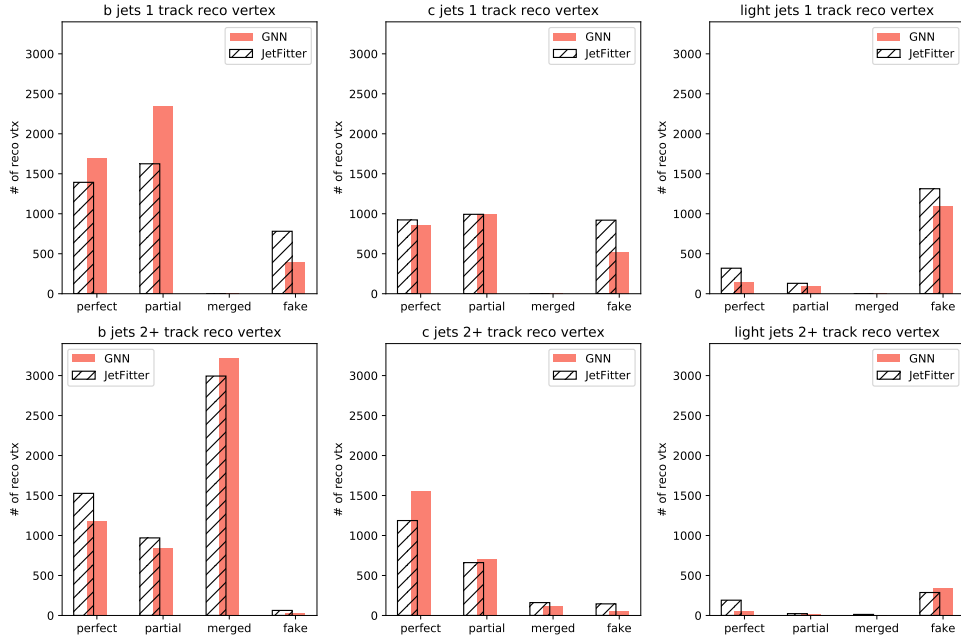 b jets 1 track reco vertex
# of reco vtx
3500
3000
2500
2000
1500
1000
500
0
GNN
JetFitter
perfect partial merged fake
c jets 1 track reco vertex
# of reco vtx
3000
2500
2000
1500
1000
500
0
GNN
JetFitter
perfect partial merged fake
light jets 1 track reco vertex
# of reco vtx
3000
2500
2000
1500
1000
500
0
GNN
JetFitter
perfect partial merged fake
b jets 2+ track reco vertex
# of reco vtx
3000
2500
2000
1500
1000
500
0
GNN
JetFitter
perfect partial merged fake
c jets 2+ track reco vertex
# of reco vtx
3000
2500
2000
1500
1000
500
0
GNN
JetFitter
perfect partial merged fake
light jets 2+ track reco vertex
# of reco vtx
3000
2500
2000
1500
1000
500
0
GNN
JetFitter
perfect partial merged fake